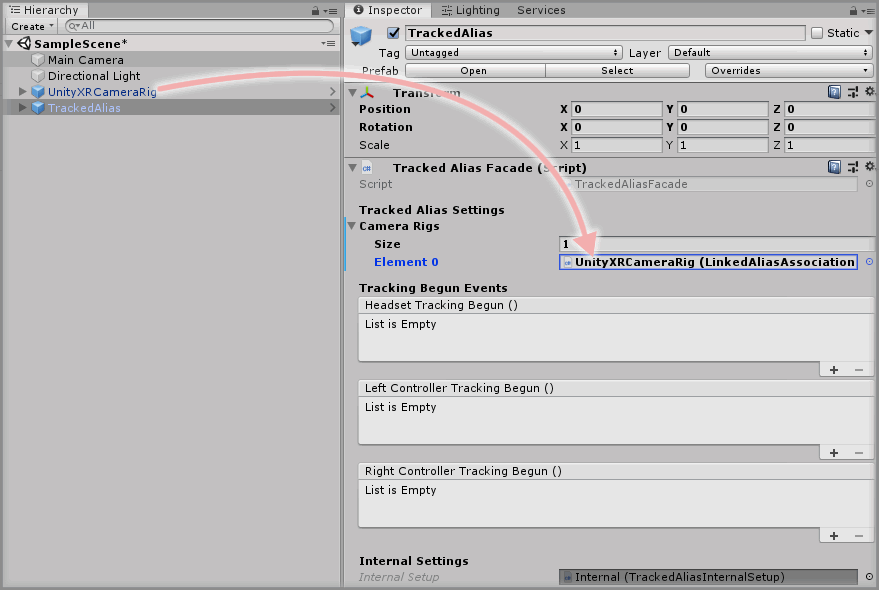 Hierarchy
Create
All
SampleScene*
Main Camera
Directional Light
UnityXRCameraRig
TrackedAlias
Inspector
Lighting
Services
TrackedAlias
Static
Tag Untagged Layer Default
Prefab Open Select Overrides
Transform
Position X 0 Y 0 Z 0
Rotation X 0 Y 0 Z 0
Scale X 1 Y 1 Z 1
Tracked Alias Facade (Script)
Script TrackedAliasFacade
Tracked Alias Settings
Camera Rigs
Size 1
Element 0 UnityXRCameraRig (LinkedAliasAssociation
Tracking Begun Events
Headset Tracking Begun ()
List is Empty
Left Controller Tracking Begun ()
List is Empty
Right Controller Tracking Begun ()
List is Empty
Internal Settings
Internal Setup Internal (TrackedAliasInternalSetup)